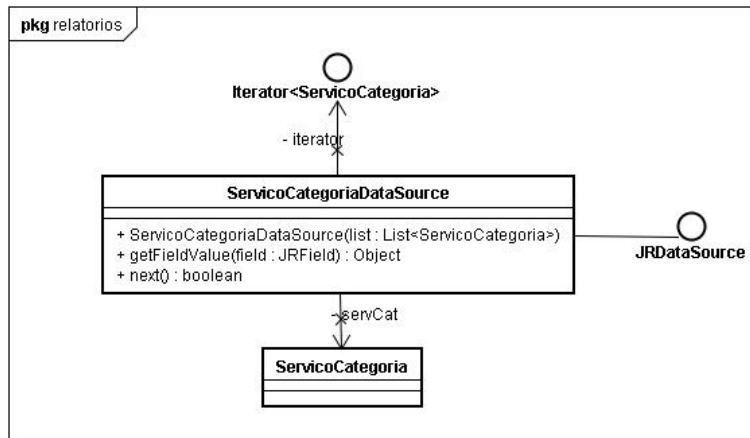 pkg relatorios
Iterator<ServicoCategoria>
- iterator
ServicoCategoriaDataSource
+ ServicoCategoriaDataSource(list : List<ServicoCategoria>)
+ getFieldValue(field : JRField) : Object
+ next() : boolean
JRDataSource
- servCat
ServicoCategoria